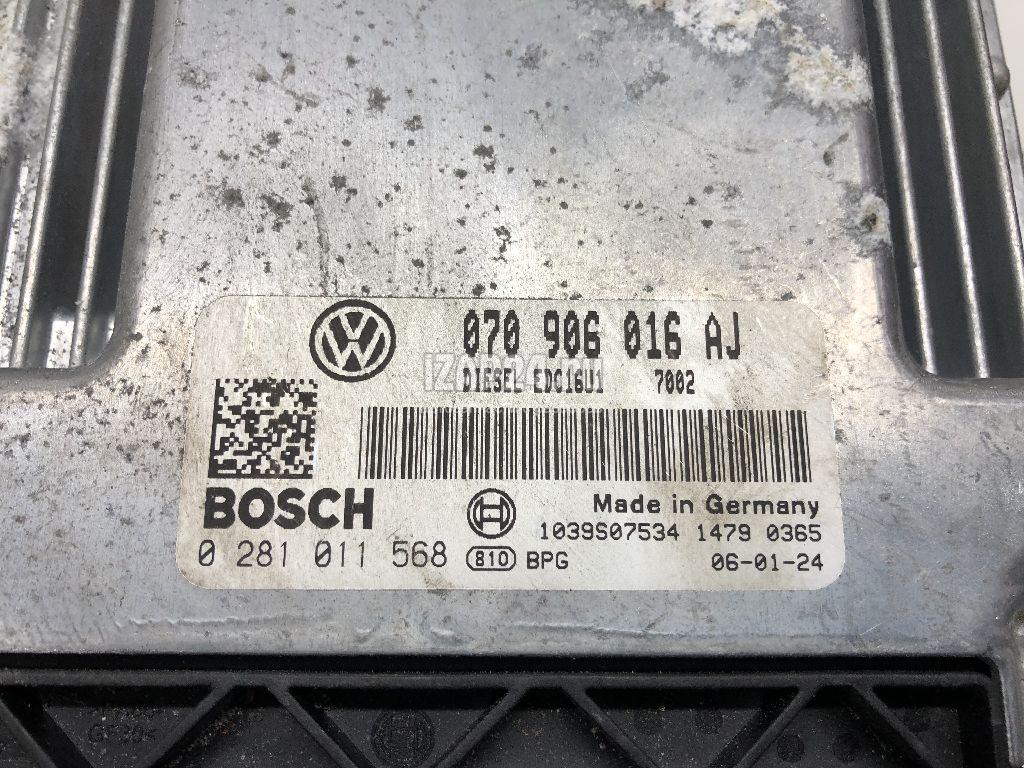 070 906 016 AJ
DIESEL EDC16U1 7002
BOSCH
Made in Germany
1039S07534 1479 0365
0 281 011 568 810 BPG 06-01-24